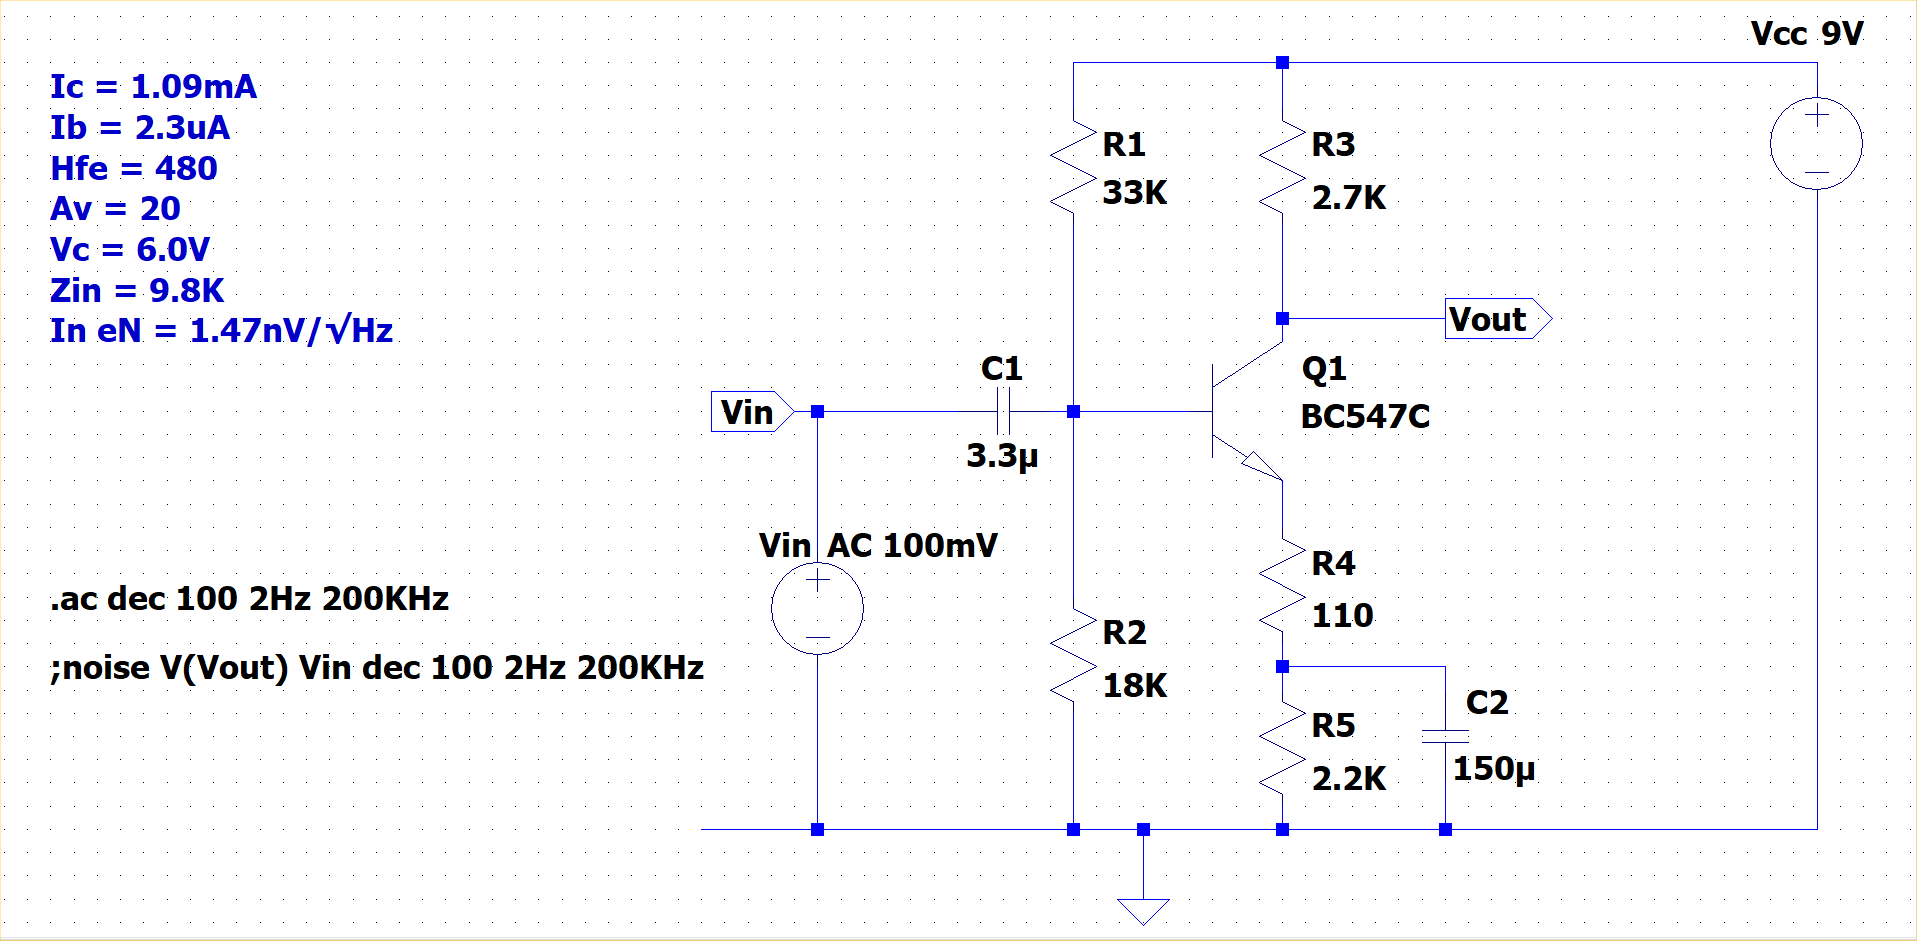 Vcc 9V
Ic = 1.09mA
Ib = 2.3uA
Hfe = 480
Av = 20
Vc = 6.0V
Zin = 9.8K
In eN = 1.47nV/√Hz
R1
33K
R3
2.7K
Vout
C1
3.3µ
Q1
BC547C
Vin
Vin AC 100mV
R4
110
.ac dec 100 2Hz 200KHz
;noise V(Vout) Vin dec 100 2Hz 200KHz
R2
18K
R5
2.2K
C2
150µ